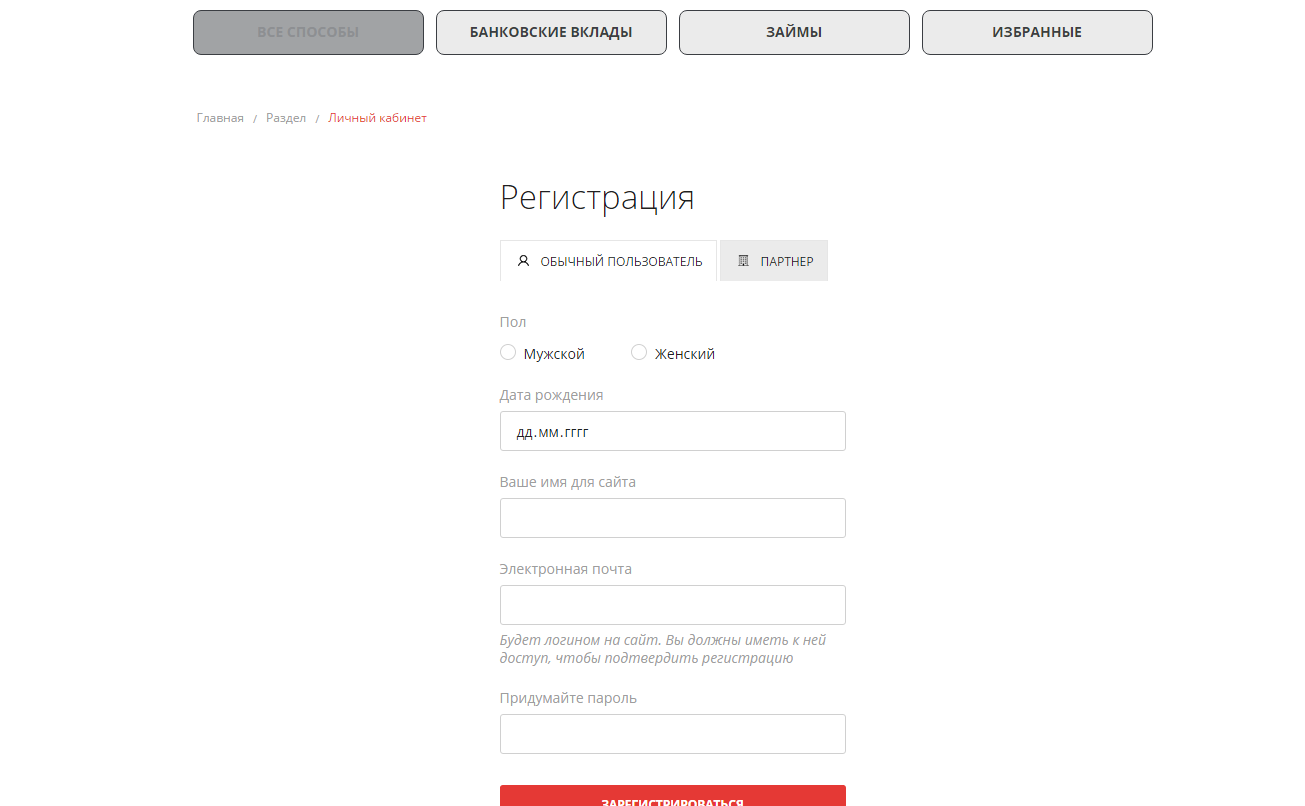 ВСЕ СПОСОБЫ БАНКОВСКИЕ ВКЛАДЫ ЗАЙМЫ ИЗБРАННЫЕ
Главная / Раздел / Личный кабинет
Регистрация
ОБЫЧНЫЙ ПОЛЬЗОВАТЕЛЬ ПАРТНЕР
Пол
Мужской Женский
Дата рождения
дд.мм.гггг
Ваше имя для сайта
Электронная почта
Будет логином на сайт. Вы должны иметь к ней
доступ, чтобы подтвердить регистрацию
Придумайте пароль
ЗАРЕГИСТРИРОВАТЬСЯ